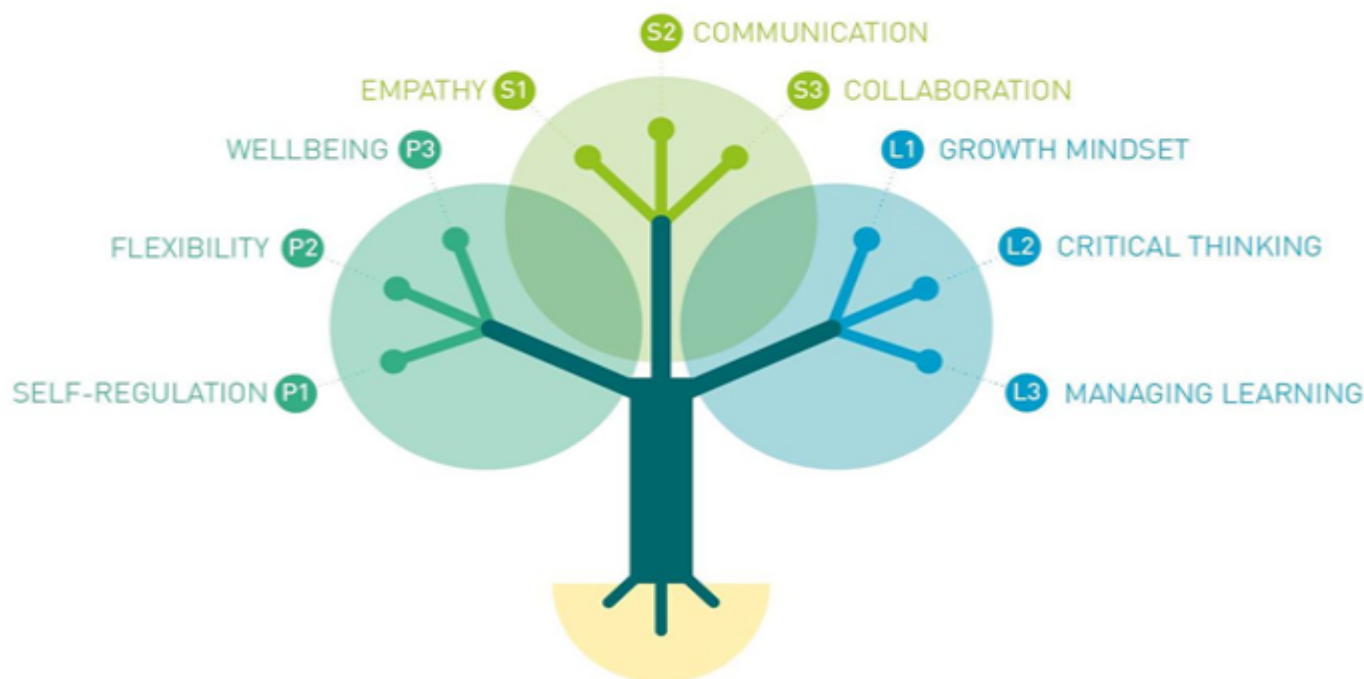 S2 COMMUNICATION
EMPATHY S1
S3 COLLABORATION
WELLBEING P3
L1 GROWTH MINDSET
FLEXIBILITY P2
L2 CRITICAL THINKING
SELF-REGULATION P1
L3 MANAGING LEARNING